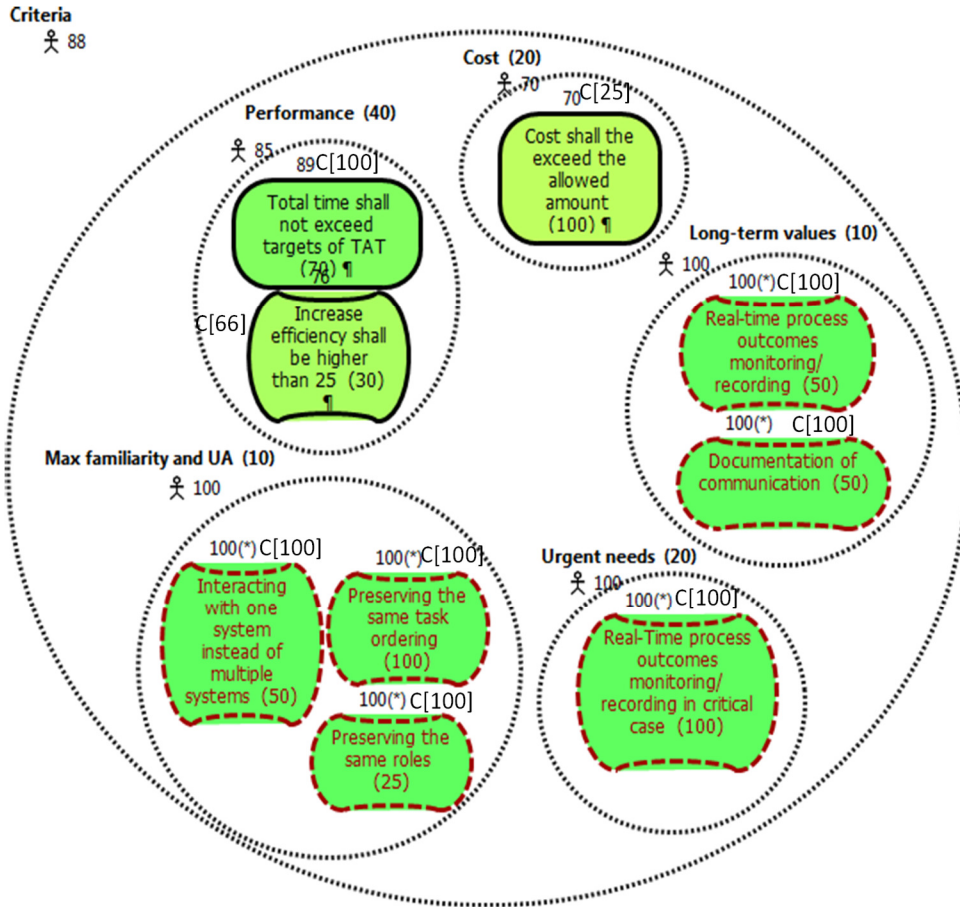 Criteria
88
Cost (20)
70
70 C[25]
Cost shall the
exceed the
allowed
amount
(100) ¶
Performance (40)
85
89 C[100]
Total time shall
not exceed
targets of TAT
(70) ¶
76
C[66]
Increase
efficiency shall
be higher
than 25 (30)
¶
Long-term values (10)
100
100(*) C[100]
Real-time process
outcomes
monitoring/
recording (50)
100(*) C[100]
Documentation of
communication (50)
Max familiarity and UA (10)
100
100(*) C[100]
Interacting
with one
system
instead of
multiple
systems (50)
100(*) C[100]
Preserving the
same task
ordering
(100)
100(*) C[100]
Preserving the
same roles
(25)
Urgent needs (20)
100
100(*) C[100]
Real-Time process
outcomes
monitoring/
recording in critical
case (100)